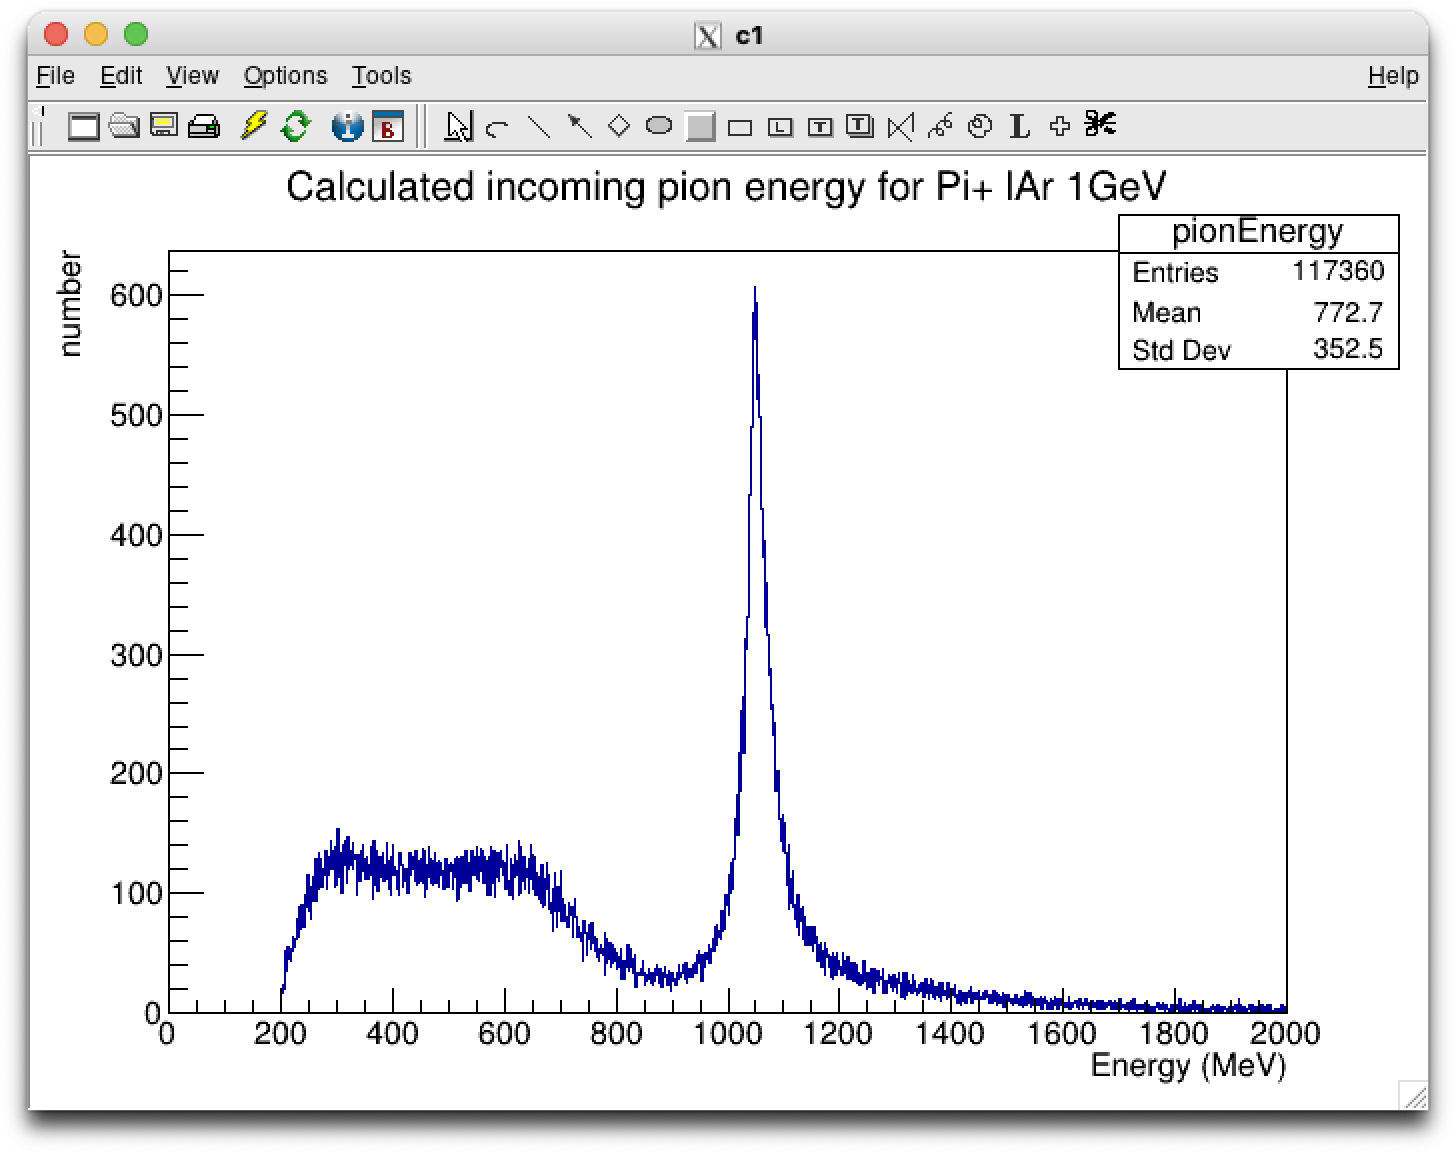 c1
File Edit View Options Tools Help
Calculated incoming pion energy for Pi+ lAr 1GeV
pionEnergy
Entries 117360
Mean 772.7
Std Dev 352.5
number
600
500
400
300
200
100
0
0 200 400 600 800 1000 1200 1400 1600 1800 2000
Energy (MeV)